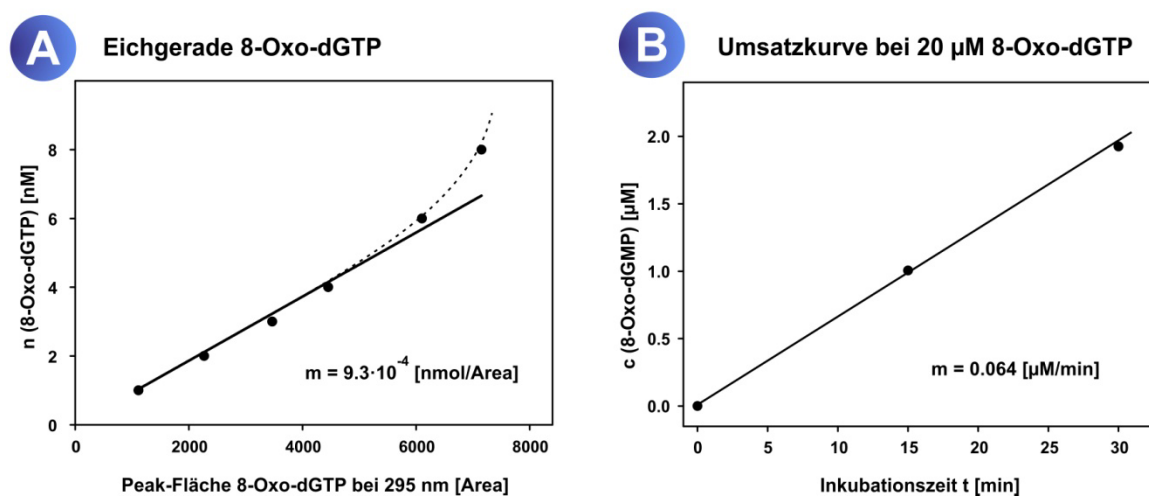 A
Eichgerade 8-Oxo-dGTP
n (8-Oxo-dGTP) [nM]
8
6
4
2
0
m = 9.3·10⁻⁴ [nmol/Area]
0 2000 4000 6000 8000
Peak-Fläche 8-Oxo-dGTP bei 295 nm [Area]
B
Umsatzkurve bei 20 µM 8-Oxo-dGTP
c (8-Oxo-dGMP) [µM]
2.0
1.5
1.0
0.5
0.0
m = 0.064 [µM/min]
0 5 10 15 20 25 30
Inkubationszeit t [min]